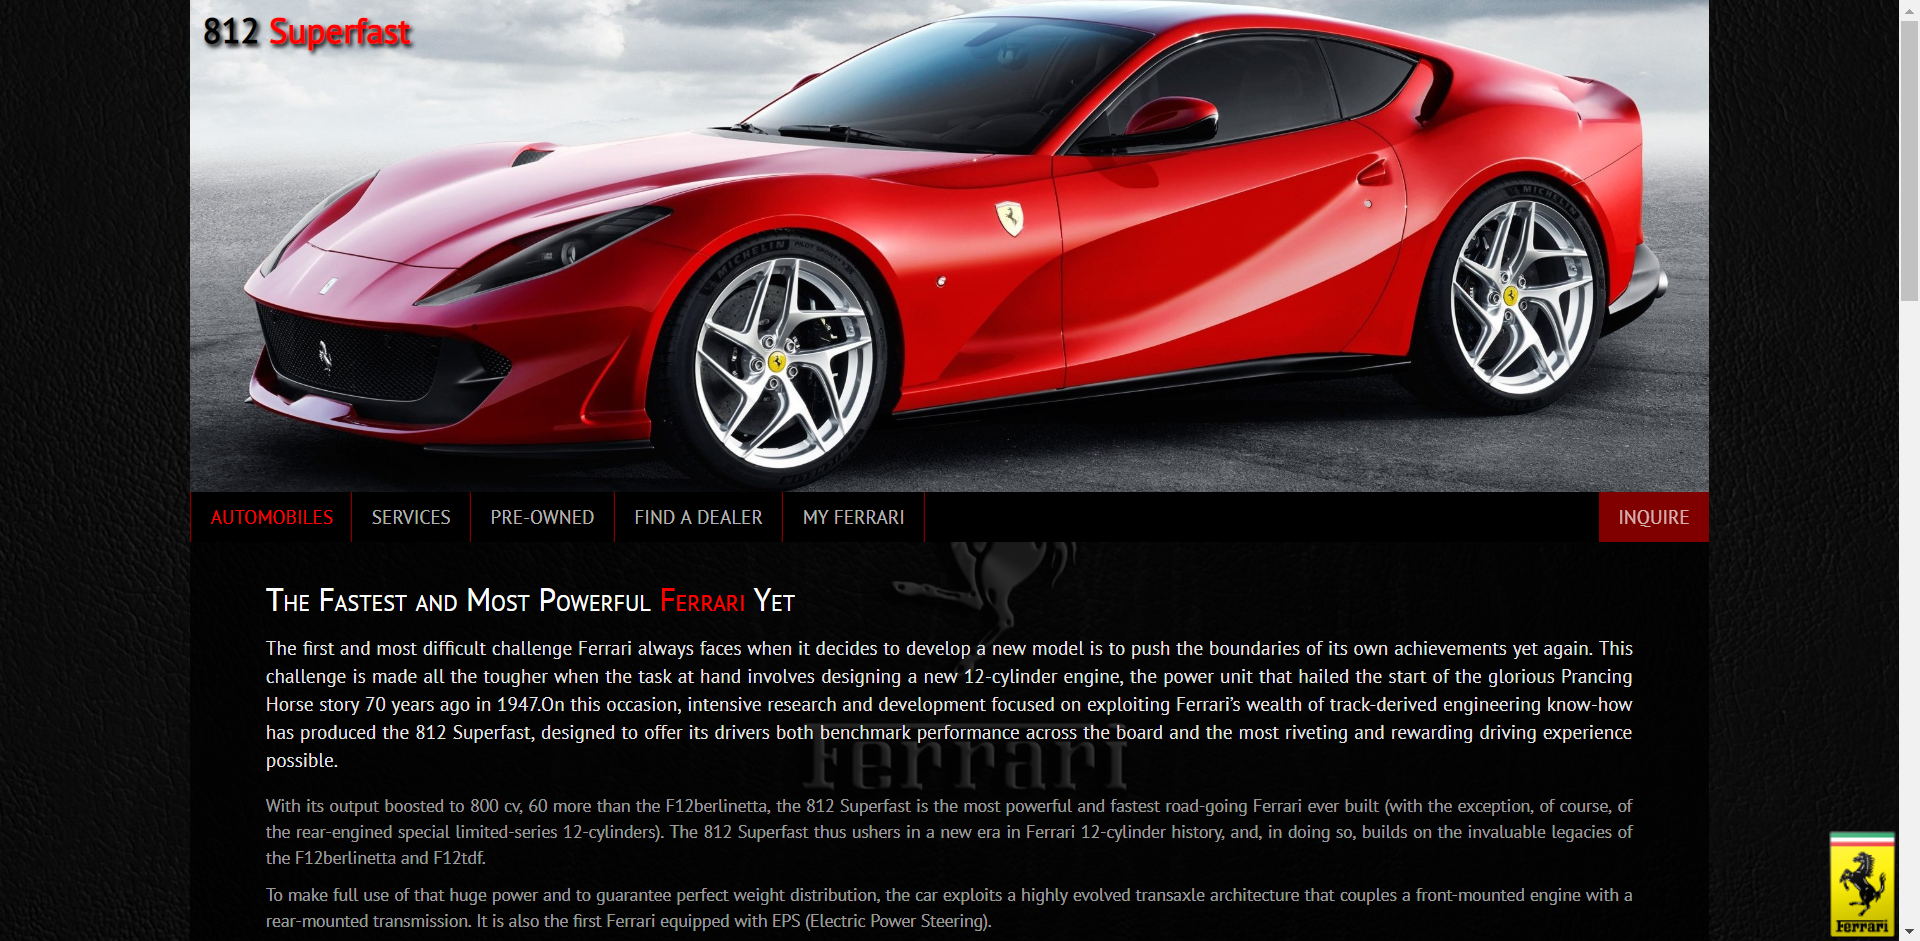 812 Superfast
MICHELIN
MICHELIN PILOT SPORT
AUTOMOBILES
SERVICES
PRE-OWNED
FIND A DEALER
MY FERRARI
INQUIRE
The Fastest and Most Powerful Ferrari Yet
The first and most difficult challenge Ferrari always faces when it decides to develop a new model is to push the boundaries of its own achievements yet again. This
challenge is made all the tougher when the task at hand involves designing a new 12-cylinder engine, the power unit that hailed the start of the glorious Prancing
Horse story 70 years ago in 1947.On this occasion, intensive research and development focused on exploiting Ferrari’s wealth of track-derived engineering know-how
has produced the 812 Superfast, designed to offer its drivers both benchmark performance across the board and the most riveting and rewarding driving experience
possible.
Ferrari
With its output boosted to 800 cv, 60 more than the F12berlinetta, the 812 Superfast is the most powerful and fastest road-going Ferrari ever built (with the exception, of course, of
the rear-engined special limited-series 12-cylinders). The 812 Superfast thus ushers in a new era in Ferrari 12-cylinder history, and, in doing so, builds on the invaluable legacies of
the F12berlinetta and F12tdf.
To make full use of that huge power and to guarantee perfect weight distribution, the car exploits a highly evolved transaxle architecture that couples a front-mounted engine with a
rear-mounted transmission. It is also the first Ferrari equipped with EPS (Electric Power Steering).
Ferrari